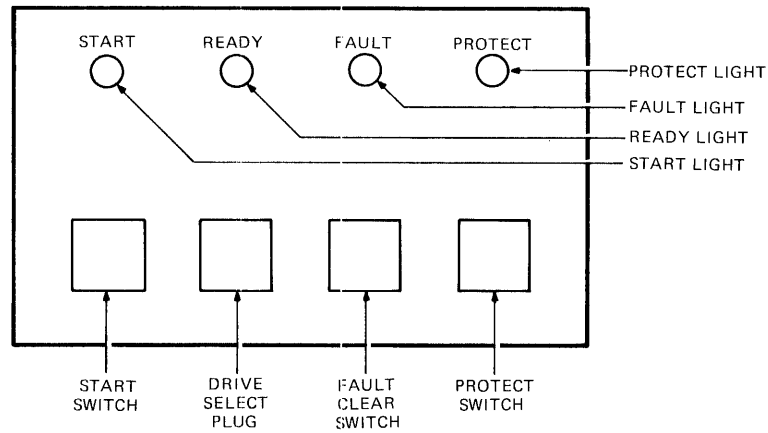 START READY FAULT PROTECT
PROTECT LIGHT
FAULT LIGHT
READY LIGHT
START LIGHT
START SWITCH
DRIVE SELECT PLUG
FAULT CLEAR SWITCH
PROTECT SWITCH